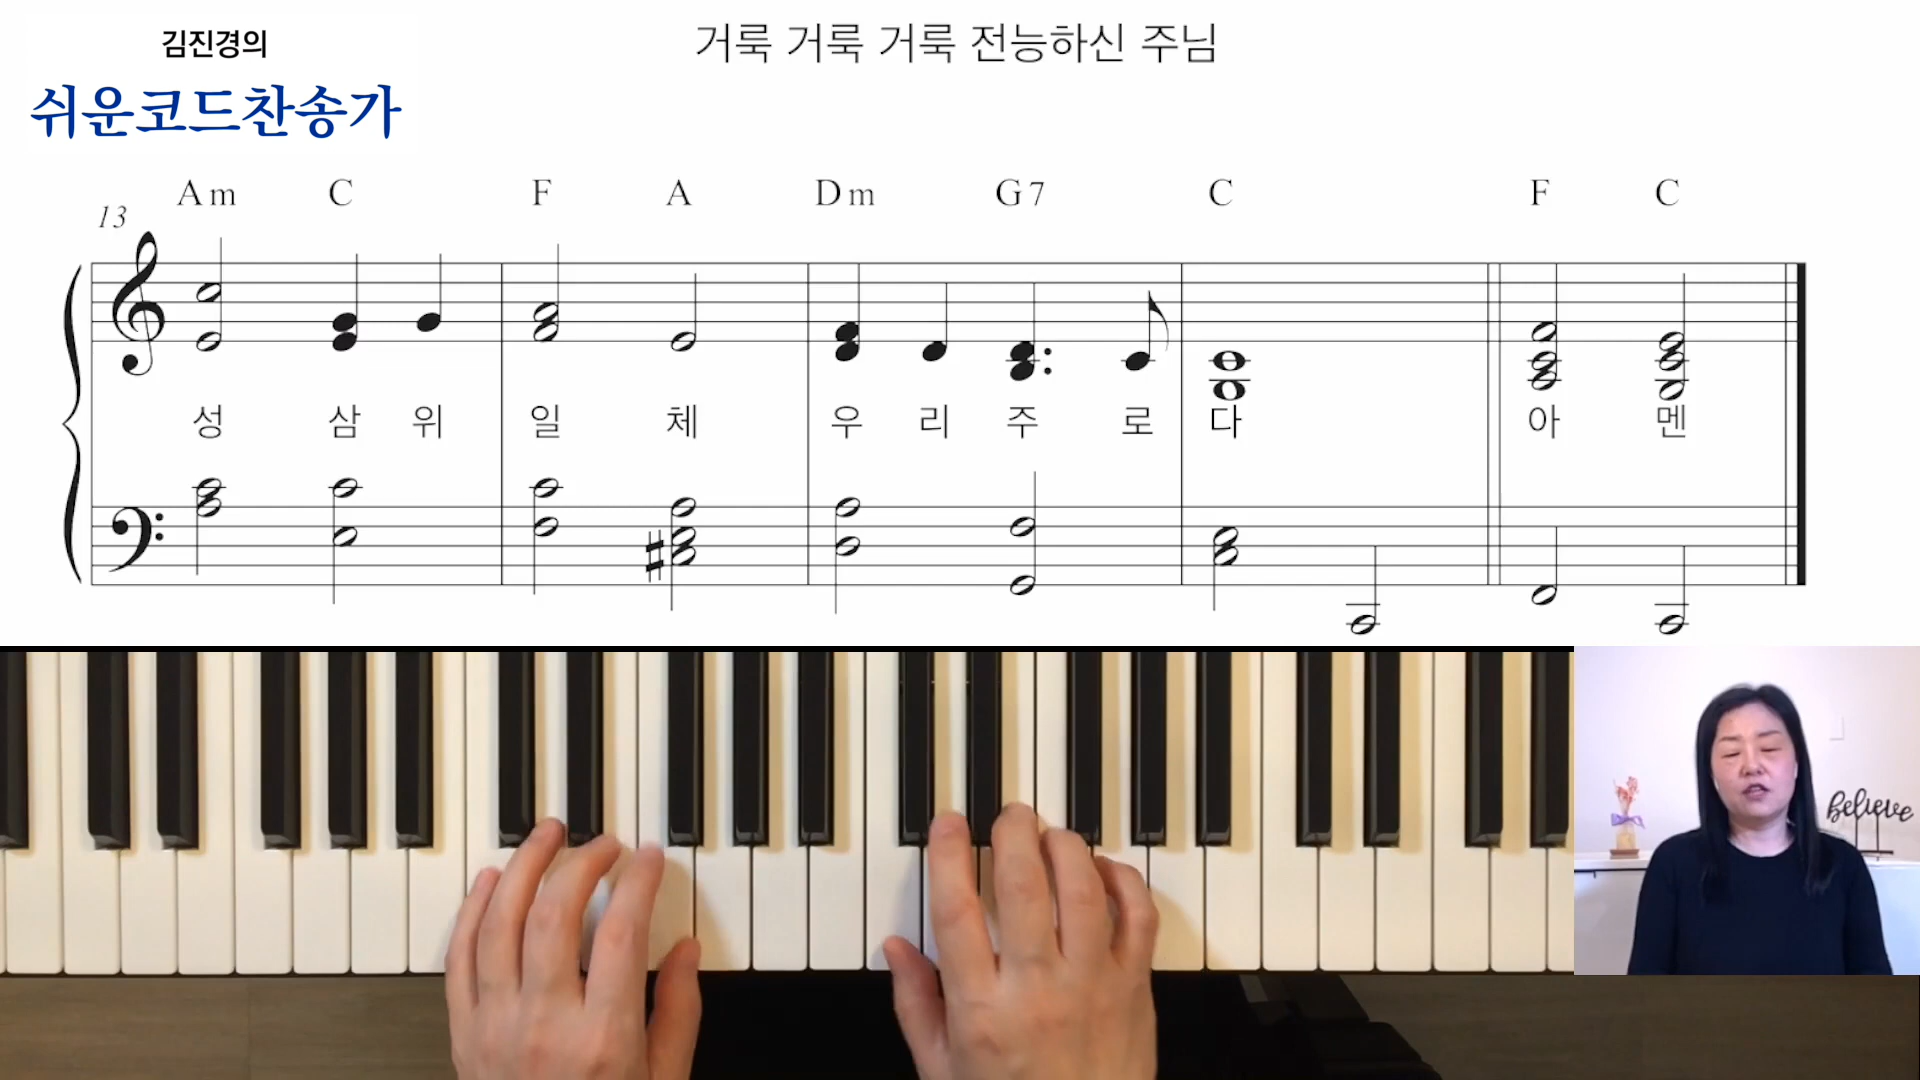 김진경의
쉬운코드찬송가
거룩 거룩 거룩 전능하신 주님
Am C F A Dm G7 C F C
13
성 삼 위 일 체 우 리 주 로 다 아 멘
believe